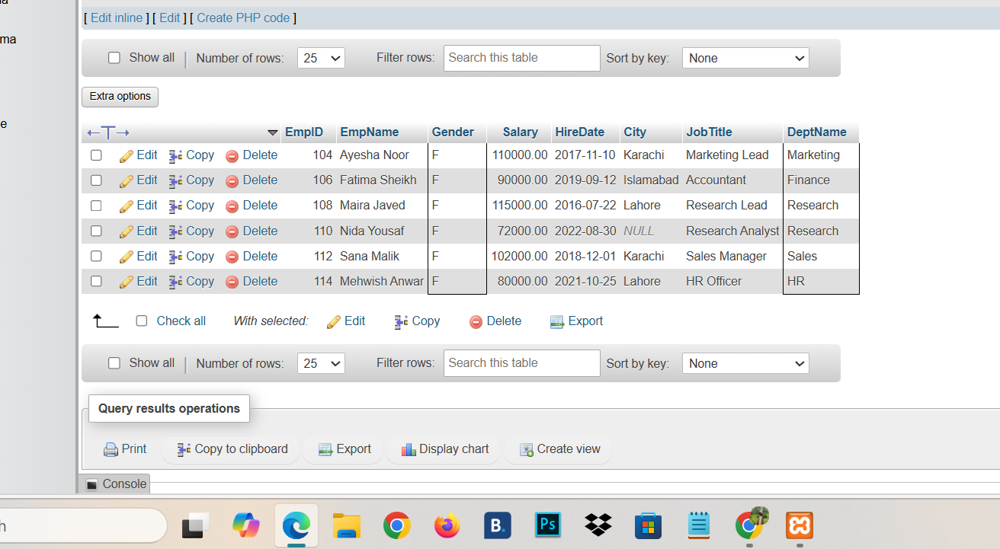 [ Edit inline ] [ Edit ] [ Create PHP code ]
ma
Show all | Number of rows: 25 Filter rows: Search this table Sort by key: None
Extra options
e
←T→ EmpID EmpName Gender Salary HireDate City JobTitle DeptName
Edit Copy Delete 104 Ayesha Noor F 110000.00 2017-11-10 Karachi Marketing Lead Marketing
Edit Copy Delete 106 Fatima Sheikh F 90000.00 2019-09-12 Islamabad Accountant Finance
Edit Copy Delete 108 Maira Javed F 115000.00 2016-07-22 Lahore Research Lead Research
Edit Copy Delete 110 Nida Yousaf F 72000.00 2022-08-30 NULL Research Analyst Research
Edit Copy Delete 112 Sana Malik F 102000.00 2018-12-01 Karachi Sales Manager Sales
Edit Copy Delete 114 Mehwish Anwar F 80000.00 2021-10-25 Lahore HR Officer HR
Check all With selected: Edit Copy Delete Export
Show all | Number of rows: 25 Filter rows: Search this table Sort by key: None
Query results operations
Print Copy to clipboard Export Display chart Create view
Console
h
B.
Ps